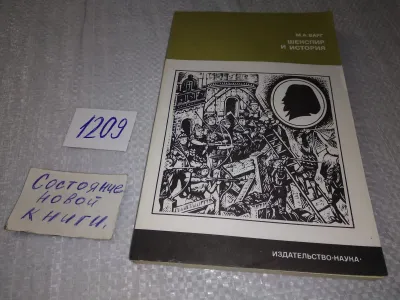 М.А.БАРГ
ШЕКСПИР
И ИСТОРИЯ
1209
Состояние
новой
книги.
ИЗДАТЕЛЬСТВО·НАУКА·